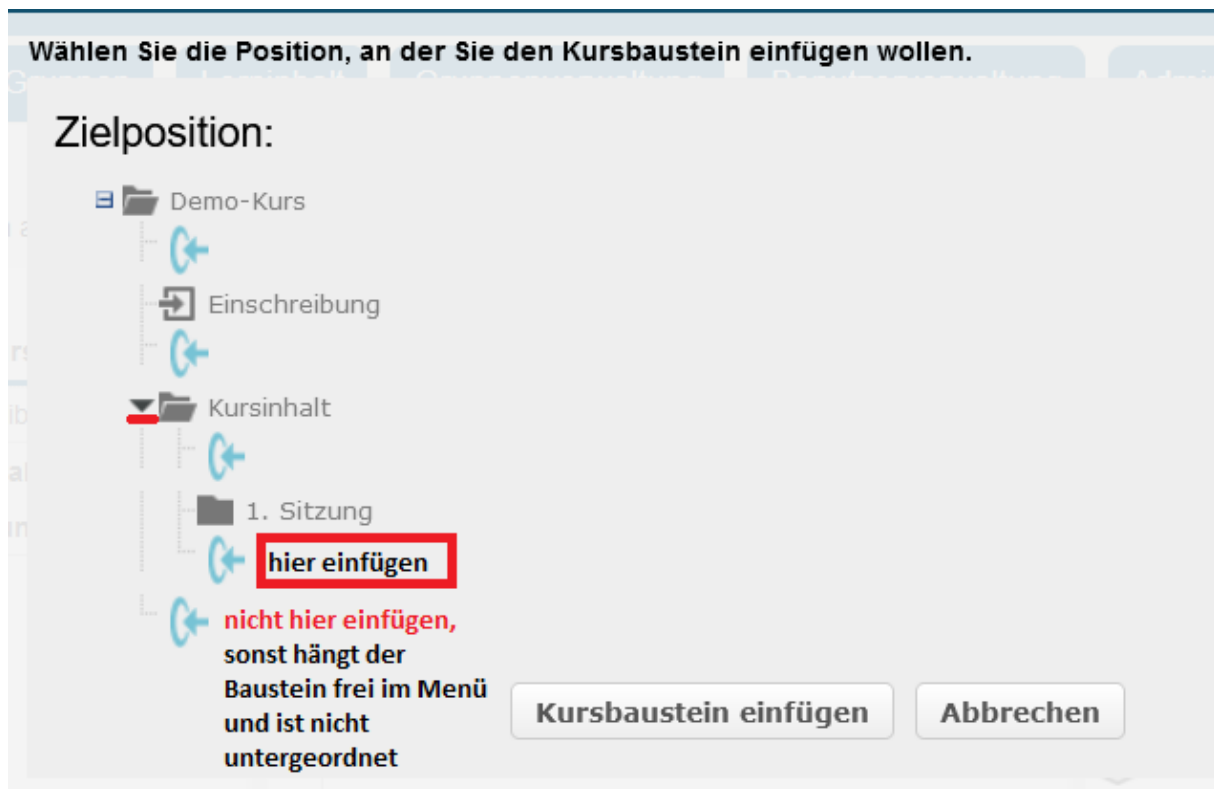 Wählen Sie die Position, an der Sie den Kursbaustein einfügen wollen.
Zielposition:
Demo-Kurs
Einschreibung
Kursinhalt
1. Sitzung
hier einfügen
nicht hier einfügen,
sonst hängt der
Baustein frei im Menü
und ist nicht
untergeordnet
Kursbaustein einfügen
Abbrechen